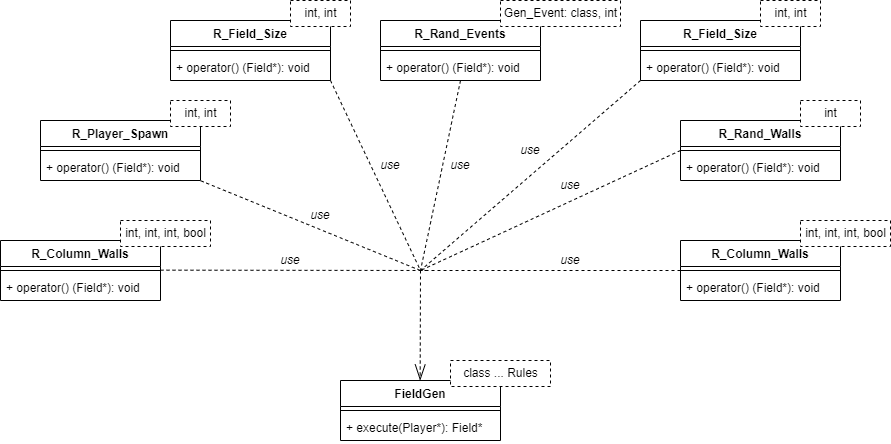 int, int
R_Field_Size
+ operator() (Field*): void
Gen_Event: class, int
R_Rand_Events
+ operator() (Field*): void
int, int
R_Field_Size
+ operator() (Field*): void
int, int
R_Player_Spawn
+ operator() (Field*): void
int
R_Rand_Walls
+ operator() (Field*): void
use
use
use
use
use
int, int, int, bool
R_Column_Walls
+ operator() (Field*): void
use
use
int, int, int, bool
R_Column_Walls
+ operator() (Field*): void
class ... Rules
FieldGen
+ execute(Player*): Field*